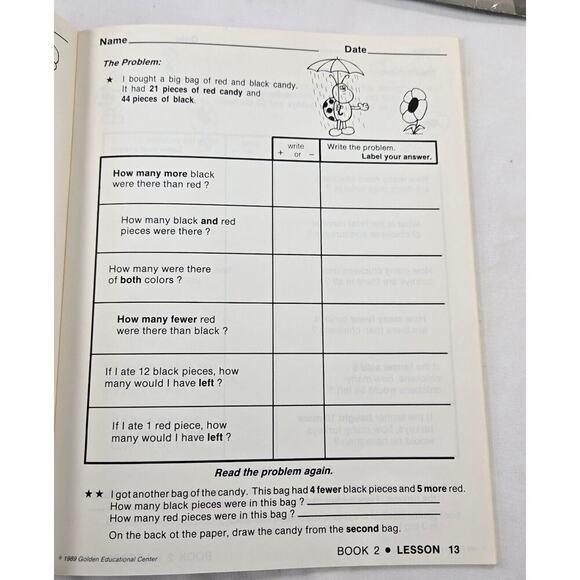 Name
Date
The Problem:
★ I bought a big bag of red and black candy.
It had 21 pieces of red candy and
44 pieces of black.
write
+ or −
Write the problem.
Label your answer.
How many more black
were there than red ?
How many black and red
pieces were there ?
How many were there
of both colors ?
How many fewer red
were there than black ?
If I ate 12 black pieces, how
many would I have left ?
If I ate 1 red piece, how
many would I have left ?
Read the problem again.
★★ I got another bag of the candy. This bag had 4 fewer black pieces and 5 more red.
How many black pieces were in this bag ?
How many red pieces were in this bag ?
On the back ot the paper, draw the candy from the second bag.
© 1989 Golden Educational Center
BOOK 2 • LESSON 13